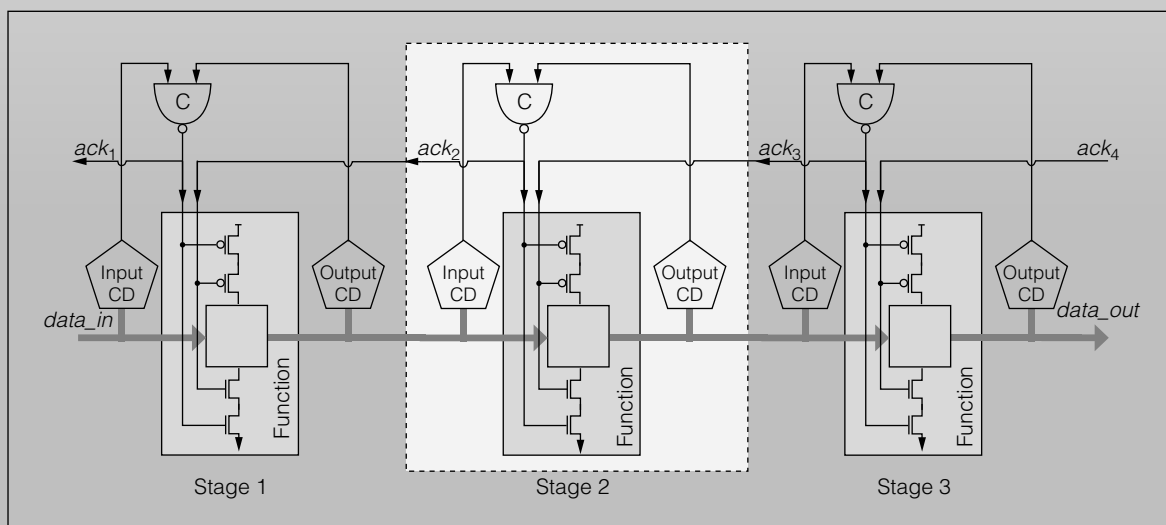 C
C
C
ack1
ack2
ack3
ack4
Input
CD
Output
CD
Input
CD
Output
CD
Input
CD
Output
CD
data_in
data_out
Function
Function
Function
Stage 1
Stage 2
Stage 3